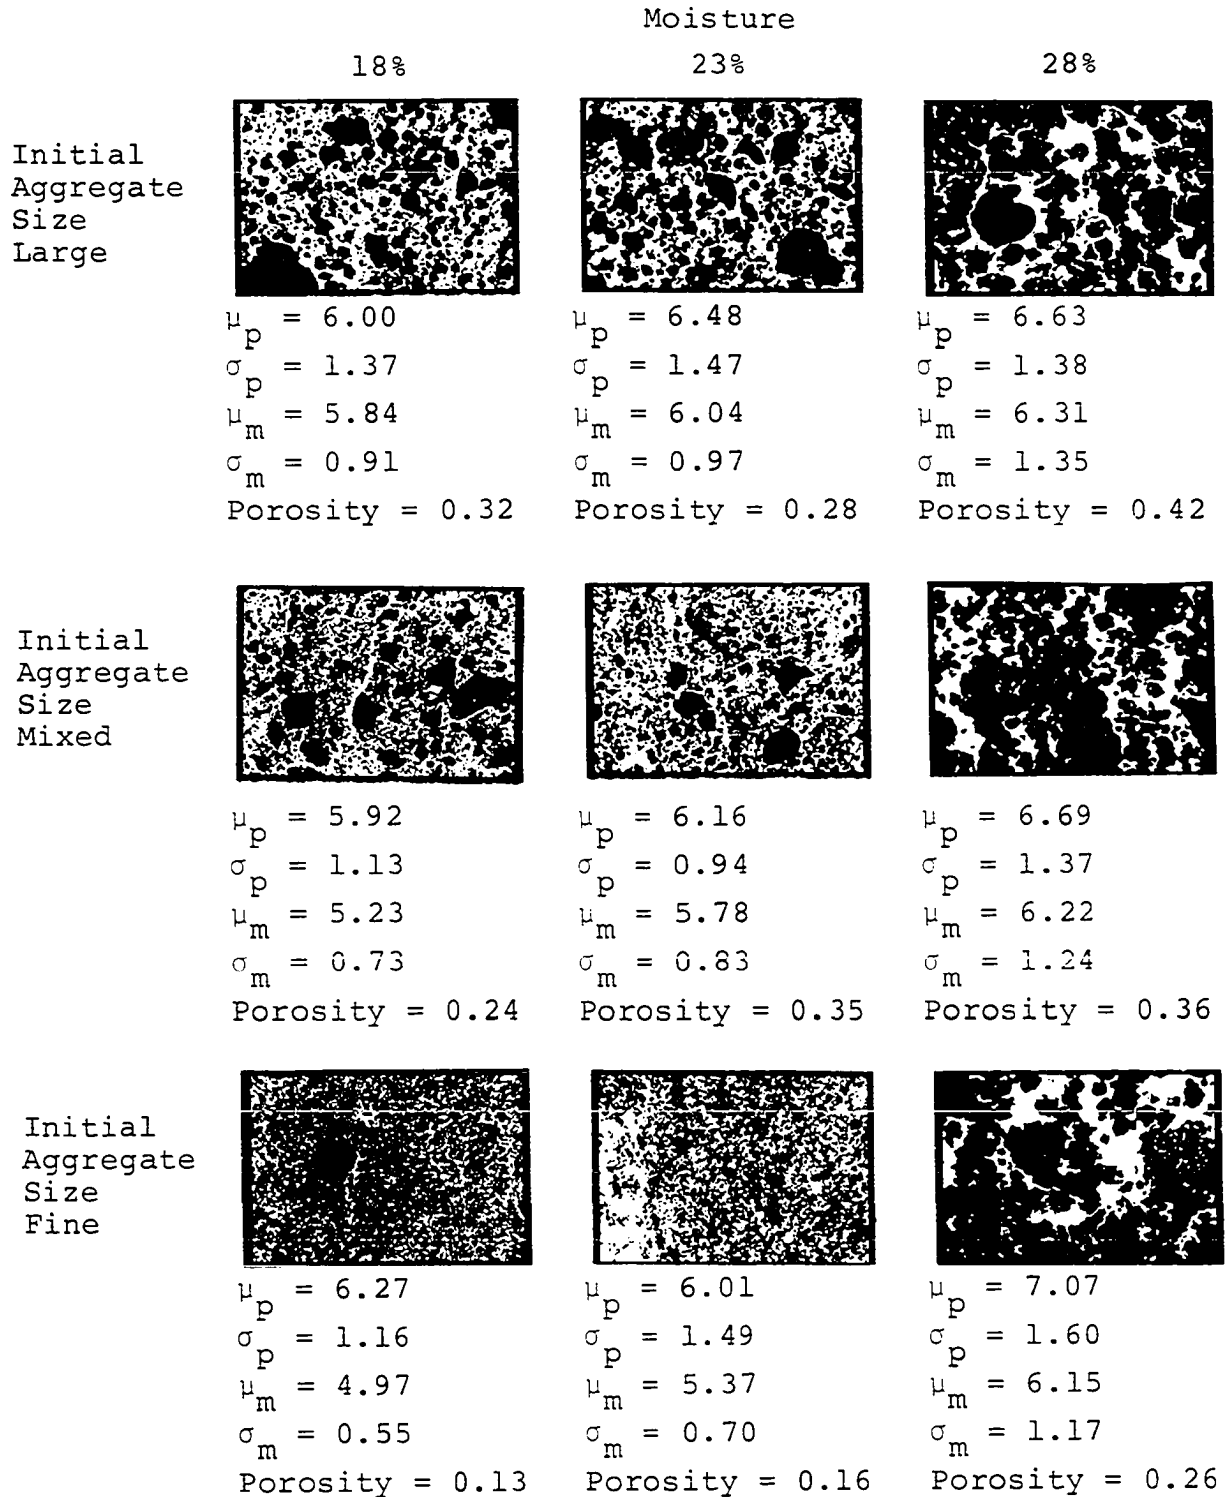 Moisture
18% 23% 28%
Initial
Aggregate
Size
Large
μp = 6.00 μp = 6.48 μp = 6.63
σp = 1.37 σp = 1.47 σp = 1.38
μm = 5.84 μm = 6.04 μm = 6.31
σm = 0.91 σm = 0.97 σm = 1.35
Porosity = 0.32 Porosity = 0.28 Porosity = 0.42
Initial
Aggregate
Size
Mixed
μp = 5.92 μp = 6.16 μp = 6.69
σp = 1.13 σp = 0.94 σp = 1.37
μm = 5.23 μm = 5.78 μm = 6.22
σm = 0.73 σm = 0.83 σm = 1.24
Porosity = 0.24 Porosity = 0.35 Porosity = 0.36
Initial
Aggregate
Size
Fine
μp = 6.27 μp = 6.01 μp = 7.07
σp = 1.16 σp = 1.49 σp = 1.60
μm = 4.97 μm = 5.37 μm = 6.15
σm = 0.55 σm = 0.70 σm = 1.17
Porosity = 0.13 Porosity = 0.16 Porosity = 0.26